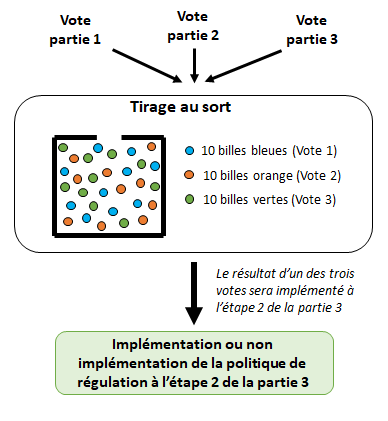 Vote
partie 1
Vote
partie 2
Vote
partie 3
Tirage au sort
10 billes bleues (Vote 1)
10 billes orange (Vote 2)
10 billes vertes (Vote 3)
Le résultat d'un des trois
votes sera implémenté à
l'étape 2 de la partie 3
Implémentation ou non
implémentation de la politique de
régulation à l'étape 2 de la partie 3